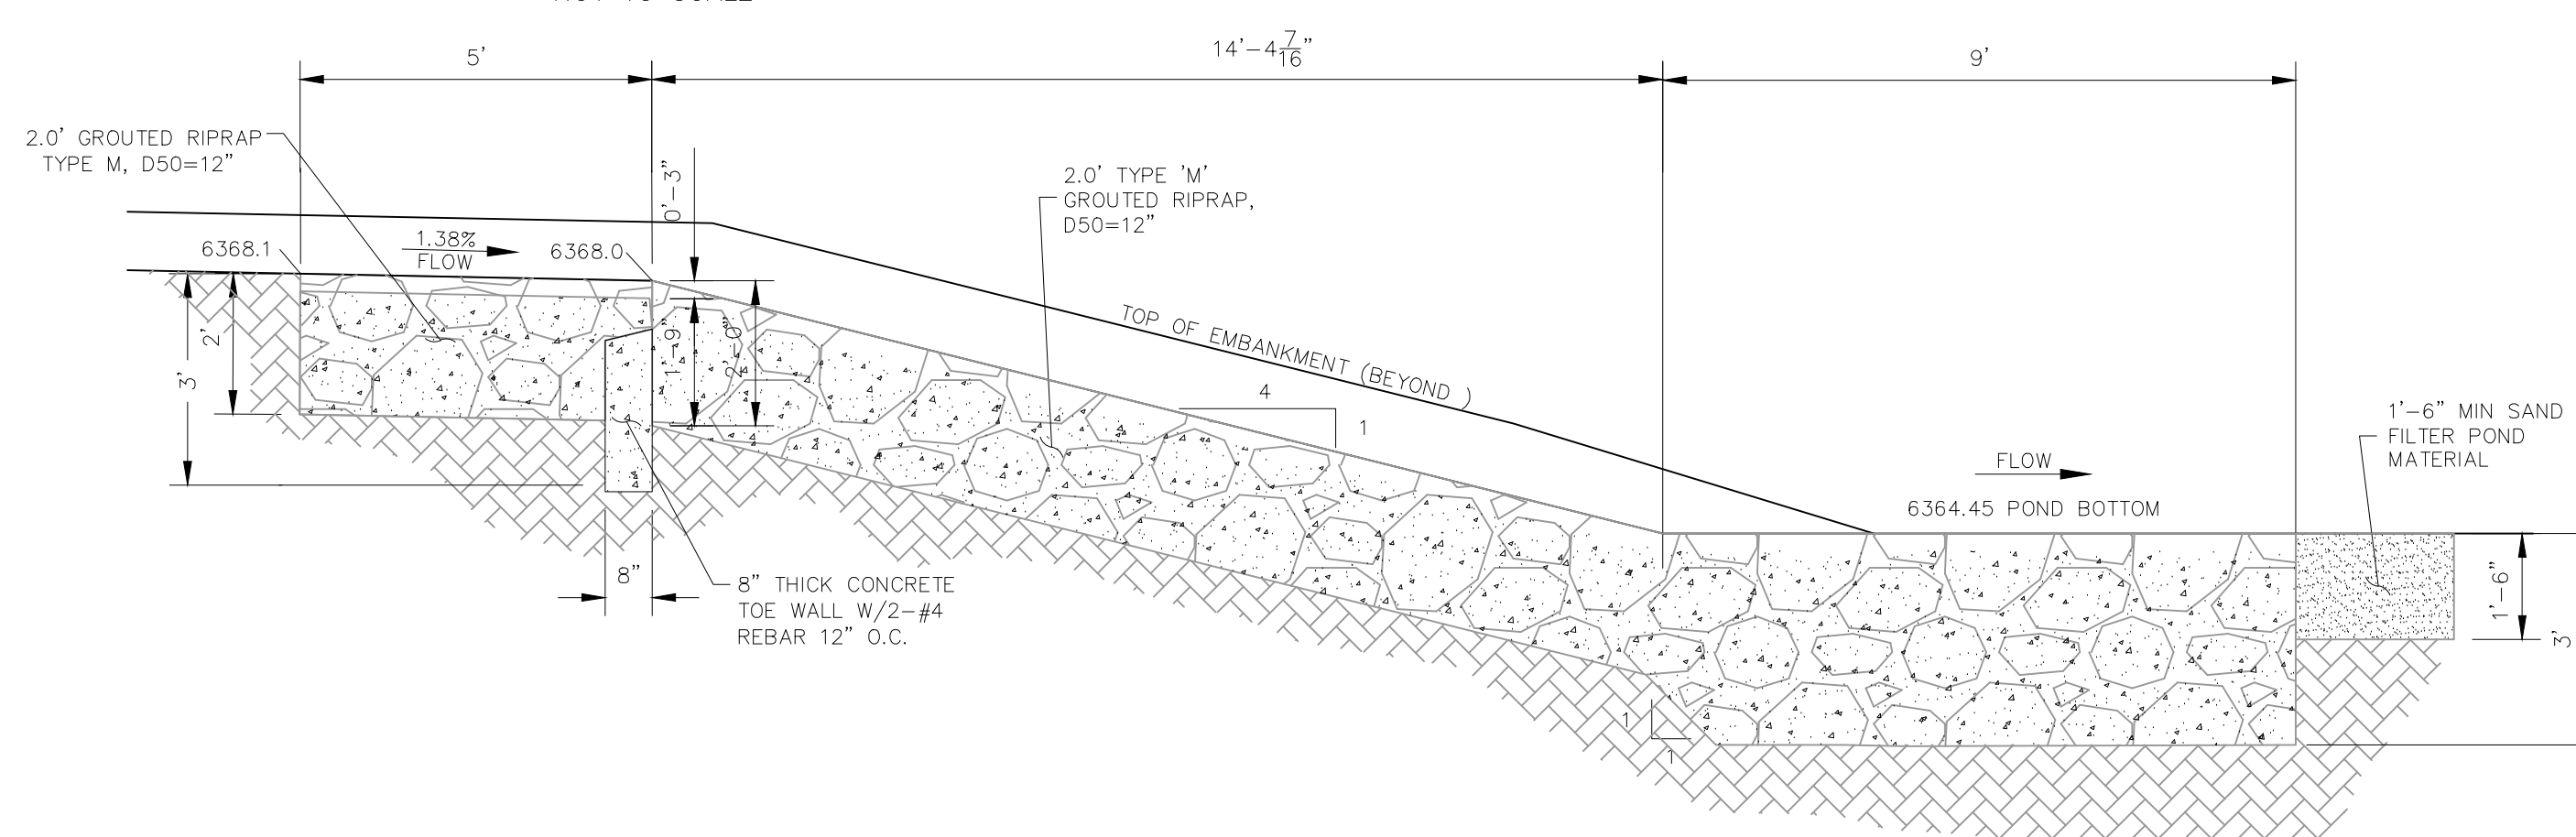 5'
14'-4 7/16"
9'
2.0' GROUTED RIPRAP
TYPE M, D50=12"
0'-3"
2.0' TYPE 'M'
GROUTED RIPRAP,
D50=12"
6368.1
1.38%
FLOW
6368.0
TOP OF EMBANKMENT (BEYOND )
3'
2'
1'-9"
2'-0"
4
1
1'-6" MIN SAND
FILTER POND
MATERIAL
FLOW
6364.45 POND BOTTOM
8"
8" THICK CONCRETE
TOE WALL W/2-#4
REBAR 12" O.C.
1'-6"
3'
1
1